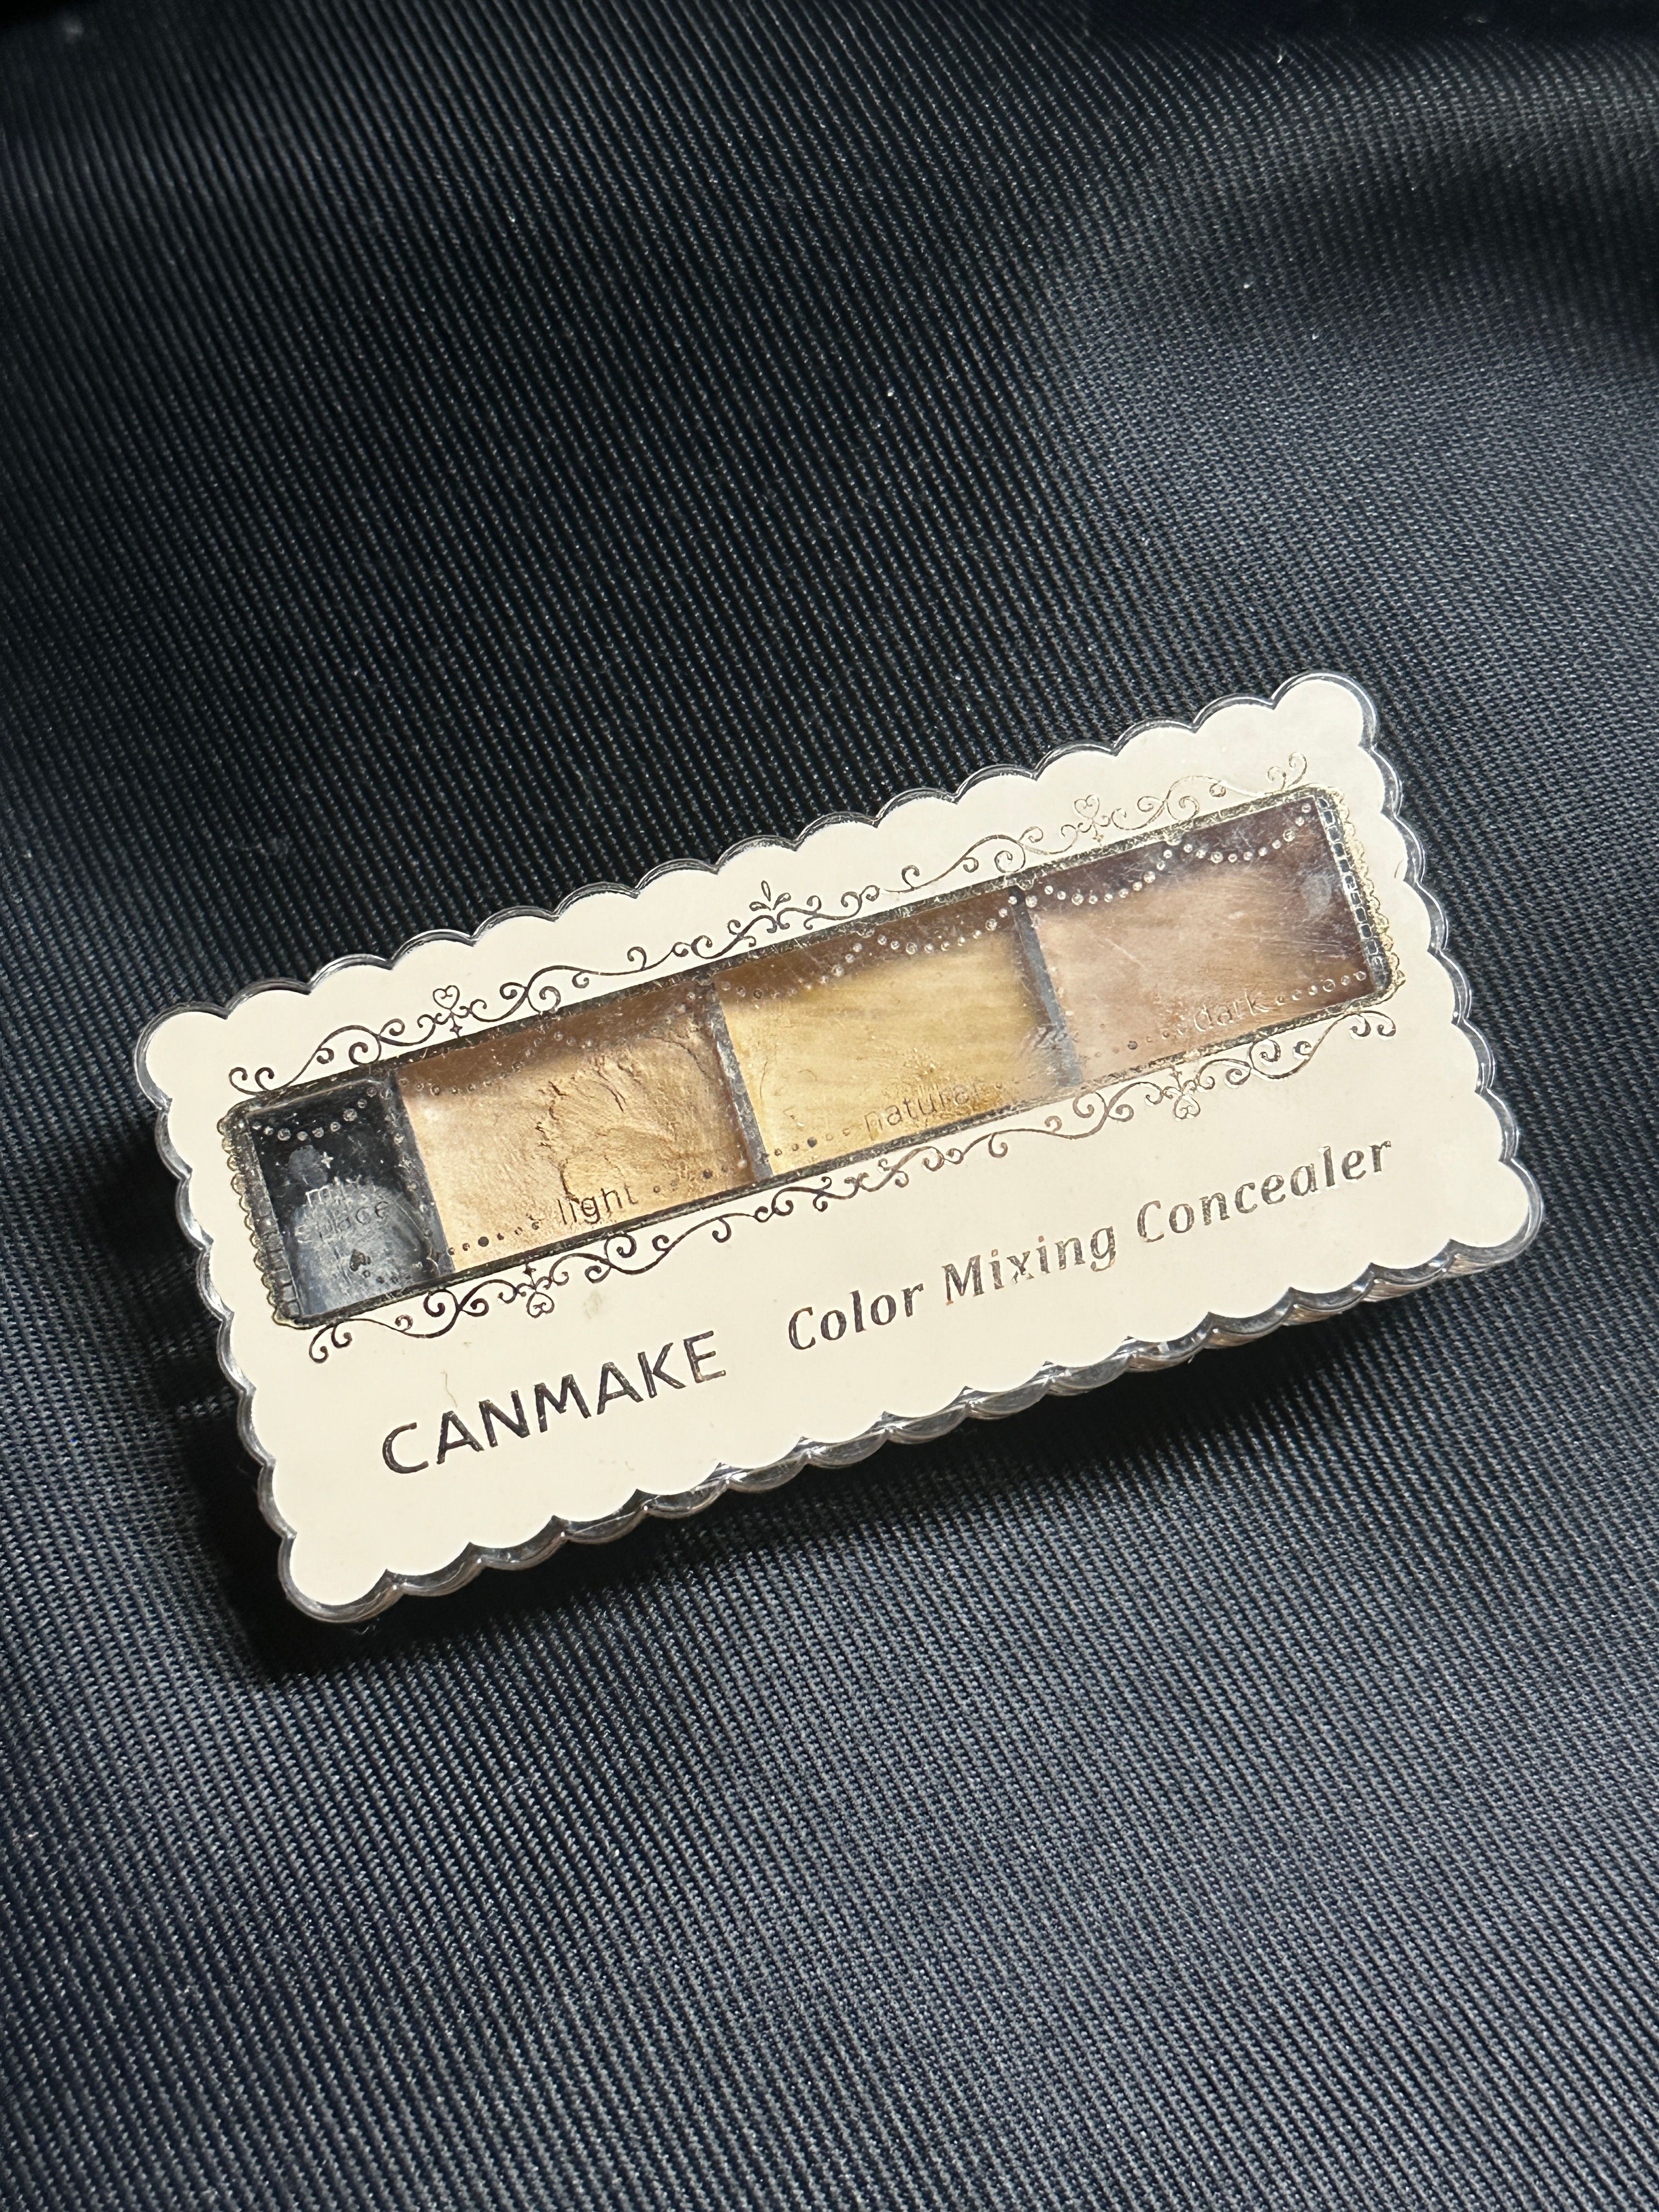 mix
space
light
natural
dark
CANMAKE Color Mixing Concealer